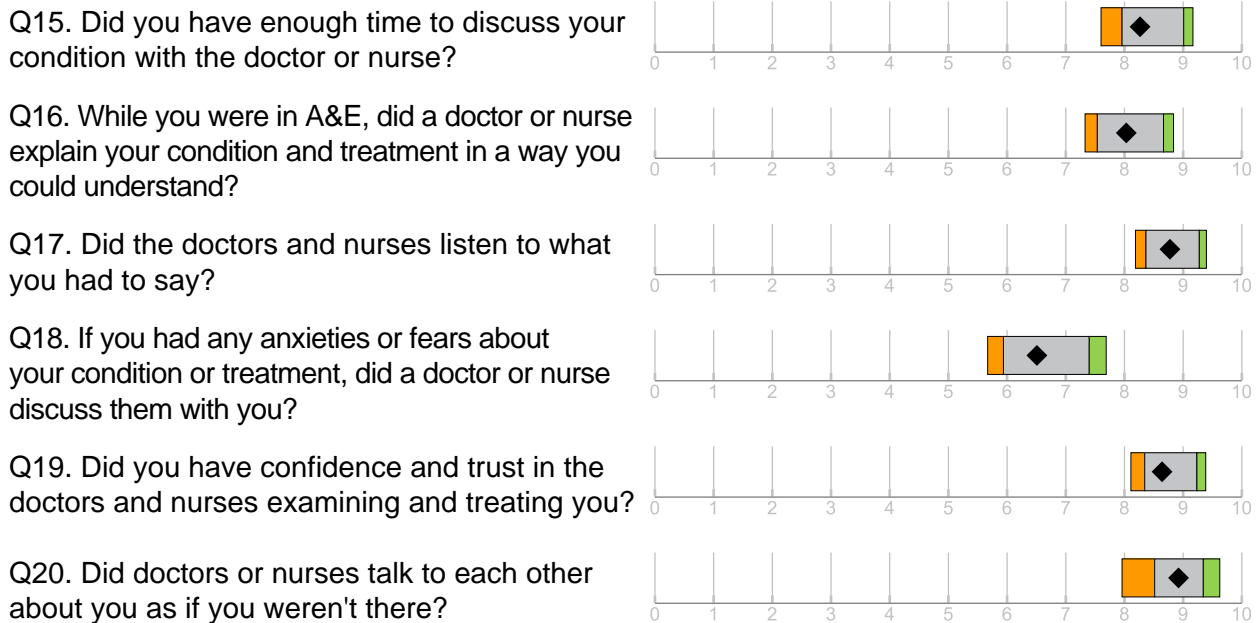 Q15. Did you have enough time to discuss your
condition with the doctor or nurse?
0 1 2 3 4 5 6 7 8 9 10
Q16. While you were in A&E, did a doctor or nurse
explain your condition and treatment in a way you
could understand?
0 1 2 3 4 5 6 7 8 9 10
Q17. Did the doctors and nurses listen to what
you had to say?
0 1 2 3 4 5 6 7 8 9 10
Q18. If you had any anxieties or fears about
your condition or treatment, did a doctor or nurse
discuss them with you?
0 1 2 3 4 5 6 7 8 9 10
Q19. Did you have confidence and trust in the
doctors and nurses examining and treating you?
0 1 2 3 4 5 6 7 8 9 10
Q20. Did doctors or nurses talk to each other
about you as if you weren't there?
0 1 2 3 4 5 6 7 8 9 10